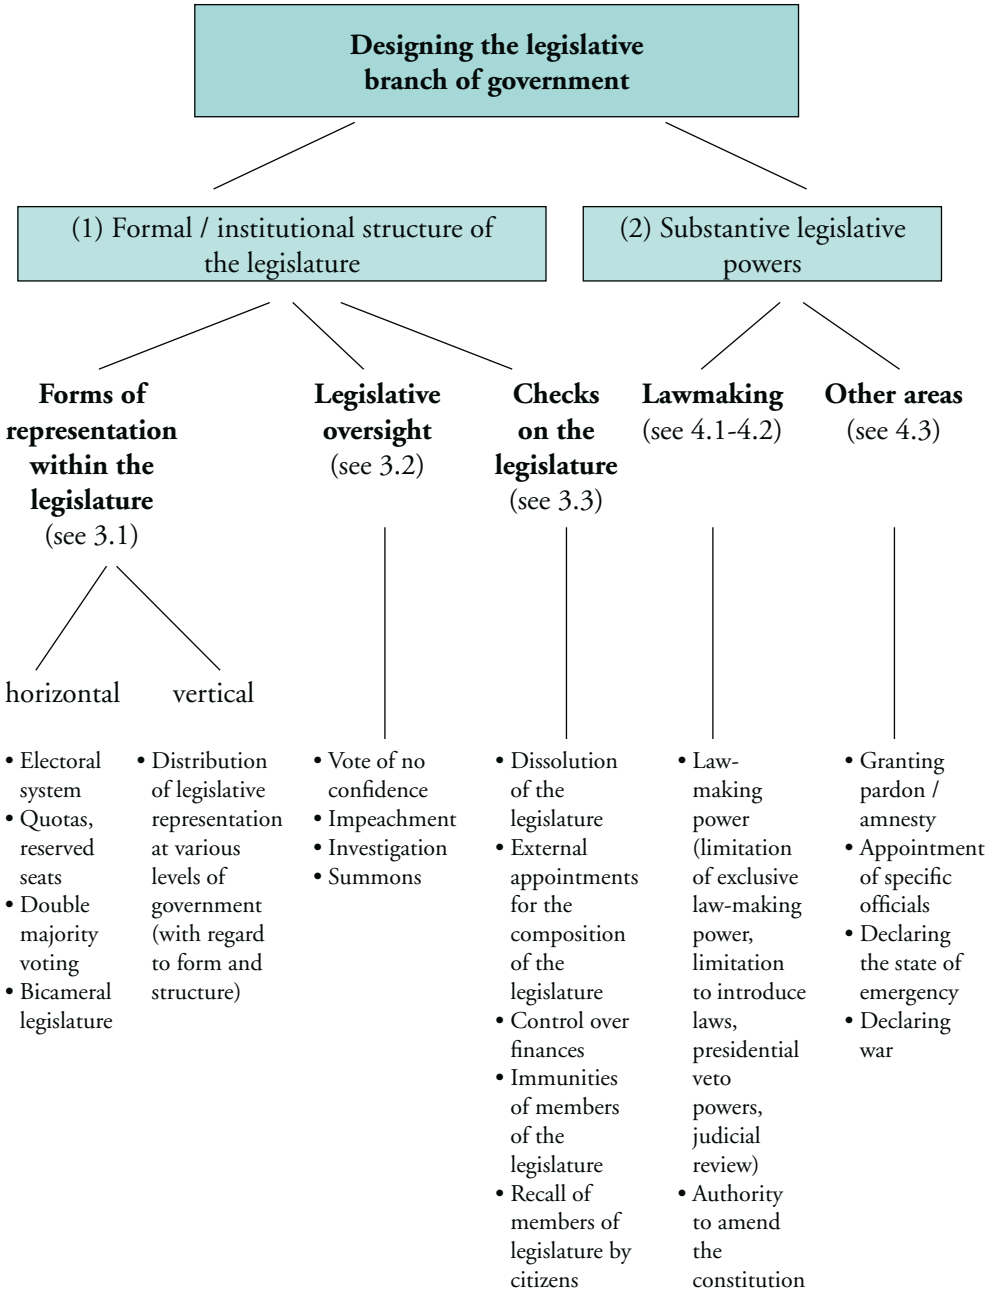 Designing the legislative
branch of government
(1) Formal / institutional structure of
the legislature
(2) Substantive legislative
powers
Forms of
representation
within the
legislature
(see 3.1)
Legislative
oversight
(see 3.2)
Checks
on the
legislature
(see 3.3)
Lawmaking
(see 4.1-4.2)
Other areas
(see 4.3)
horizontal
vertical
• Electoral
system
• Quotas,
reserved
seats
• Double
majority
voting
• Bicameral
legislature
• Distribution
of legislative
representation
at various
levels of
government
(with regard
to form and
structure)
• Vote of no
confidence
• Impeachment
• Investigation
• Summons
• Dissolution
of the
legislature
• External
appointments
for the
composition
of the
legislature
• Control over
finances
• Immunities
of members
of the
legislature
• Recall of
members of
legislature by
citizens
• Law-
making
power
(limitation
of exclusive
law-making
power,
limitation
to introduce
laws,
presidential
veto
powers,
judicial
review)
• Authority
to amend
the
constitution
• Granting
pardon /
amnesty
• Appointment
of specific
officials
• Declaring
the state of
emergency
• Declaring
war